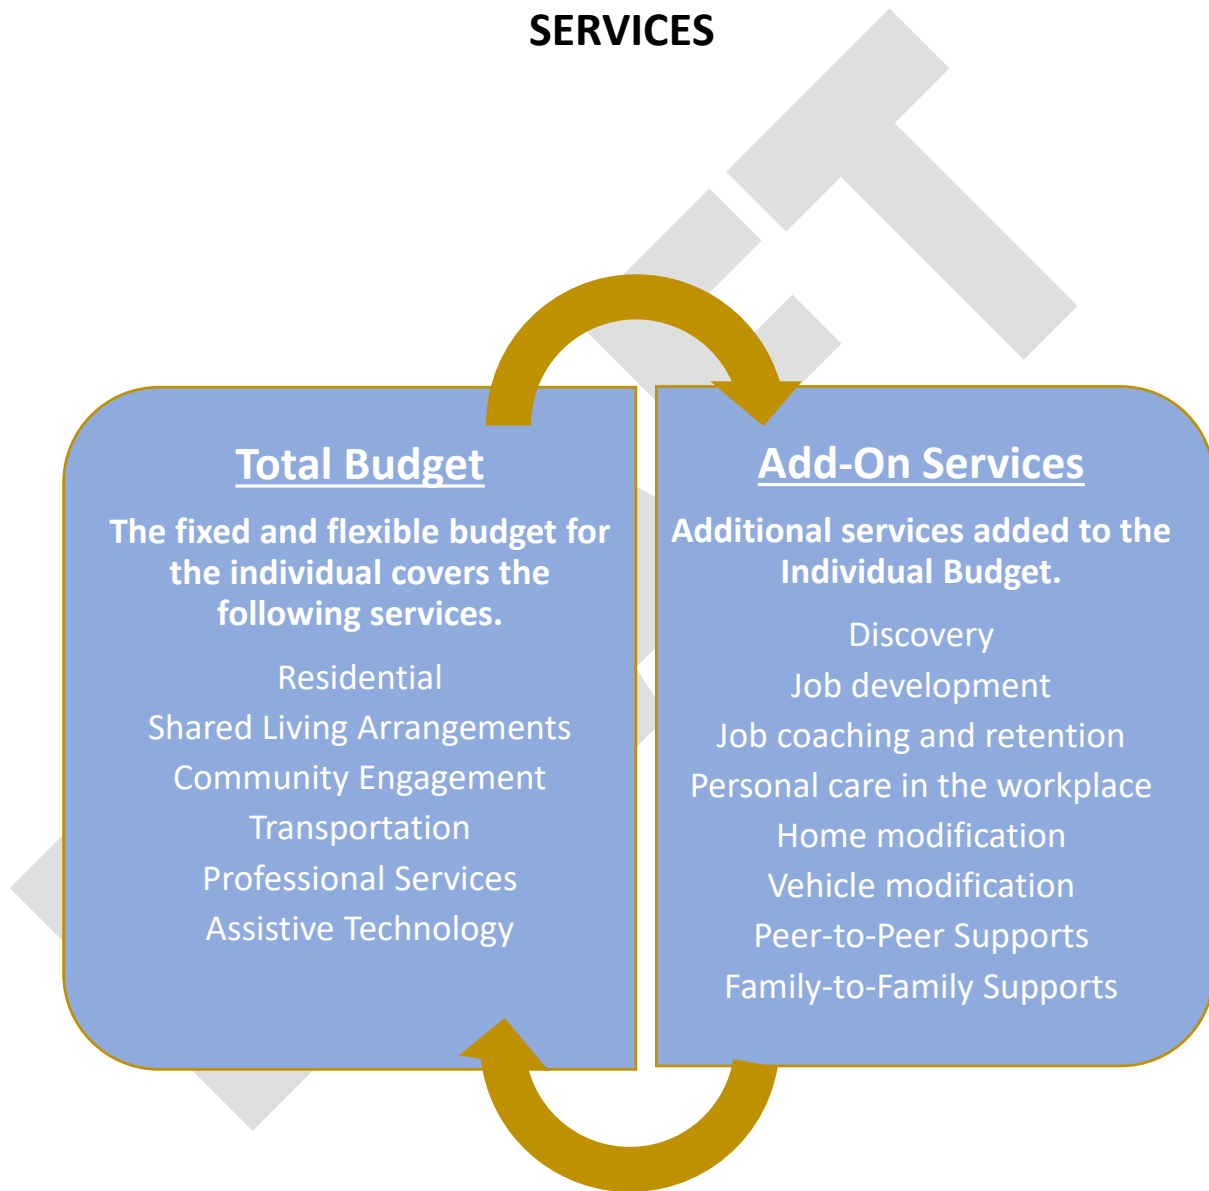 SERVICES
Total Budget
The fixed and flexible budget for
the individual covers the
following services.
Residential
Shared Living Arrangements
Community Engagement
Transportation
Professional Services
Assistive Technology
Add-On Services
Additional services added to the
Individual Budget.
Discovery
Job development
Job coaching and retention
Personal care in the workplace
Home modification
Vehicle modification
Peer-to-Peer Supports
Family-to-Family Supports